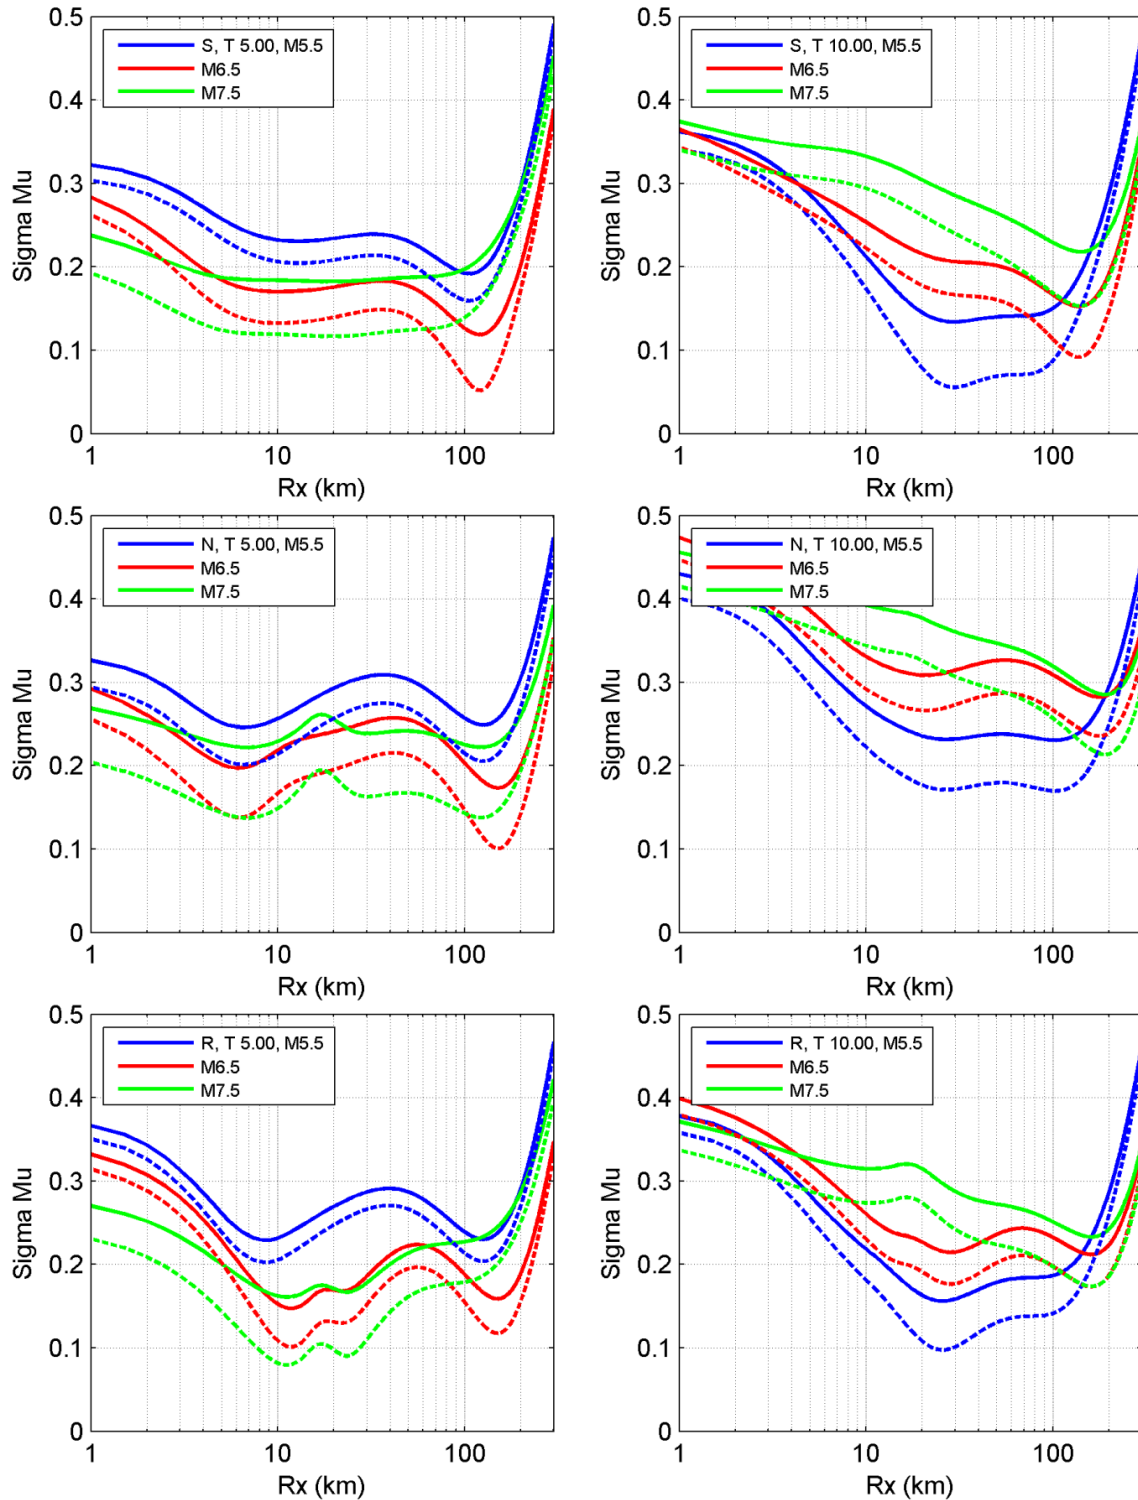 0.5
0.4
0.3
0.2
0.1
0
Sigma Mu
S, T 5.00, M5.5
M6.5
M7.5
1
10
100
Rx (km)
0.5
0.4
0.3
0.2
0.1
0
Sigma Mu
S, T 10.00, M5.5
M6.5
M7.5
1
10
100
Rx (km)
0.5
0.4
0.3
0.2
0.1
0
Sigma Mu
N, T 5.00, M5.5
M6.5
M7.5
1
10
100
Rx (km)
0.5
0.4
0.3
0.2
0.1
0
Sigma Mu
N, T 10.00, M5.5
M6.5
M7.5
1
10
100
Rx (km)
0.5
0.4
0.3
0.2
0.1
0
Sigma Mu
R, T 5.00, M5.5
M6.5
M7.5
1
10
100
Rx (km)
0.5
0.4
0.3
0.2
0.1
0
Sigma Mu
R, T 10.00, M5.5
M6.5
M7.5
1
10
100
Rx (km)